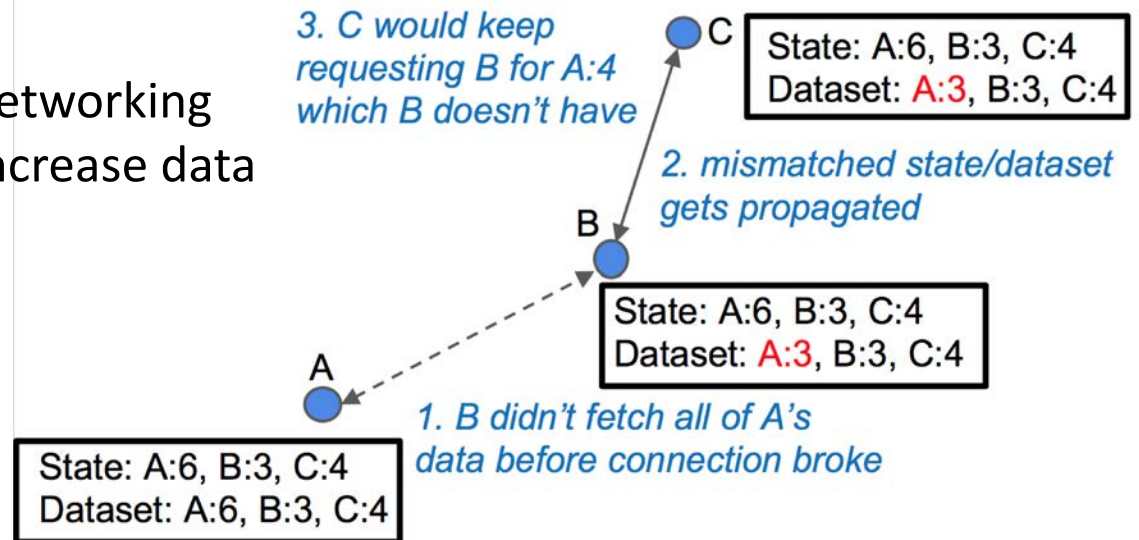 3. C would keep
requesting B for A:4
which B doesn't have
C
State: A:6, B:3, C:4
Dataset: A:3, B:3, C:4
etworking
ncrease data
2. mismatched state/dataset
gets propagated
B
State: A:6, B:3, C:4
Dataset: A:3, B:3, C:4
A
1. B didn't fetch all of A's
data before connection broke
State: A:6, B:3, C:4
Dataset: A:6, B:3, C:4